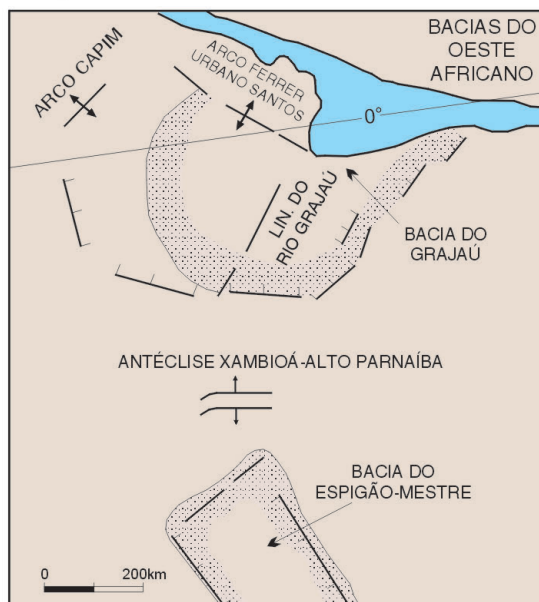 BACIAS DO
OESTE
AFRICANO
ARCO CAPIM
ARCO FERRER
URBANO SANTOS
0°
LIN. DO
RIO GRAJAÚ
BACIA DO
GRAJAÚ
ANTÉCLISE XAMBIOÁ-ALTO PARNAÍBA
BACIA DO
ESPIGÃO-MESTRE
0 200km